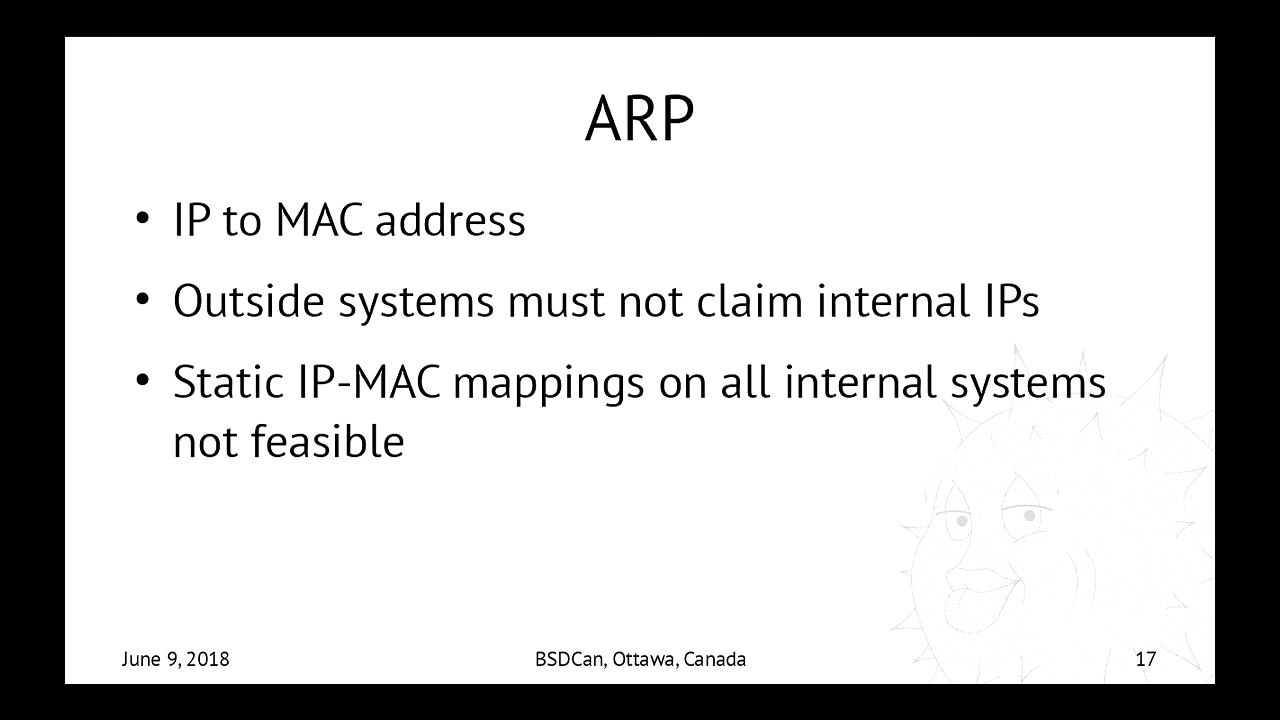 ARP
• IP to MAC address
• Outside systems must not claim internal IPs
• Static IP-MAC mappings on all internal systems
not feasible
June 9, 2018
BSDCan, Ottawa, Canada
17